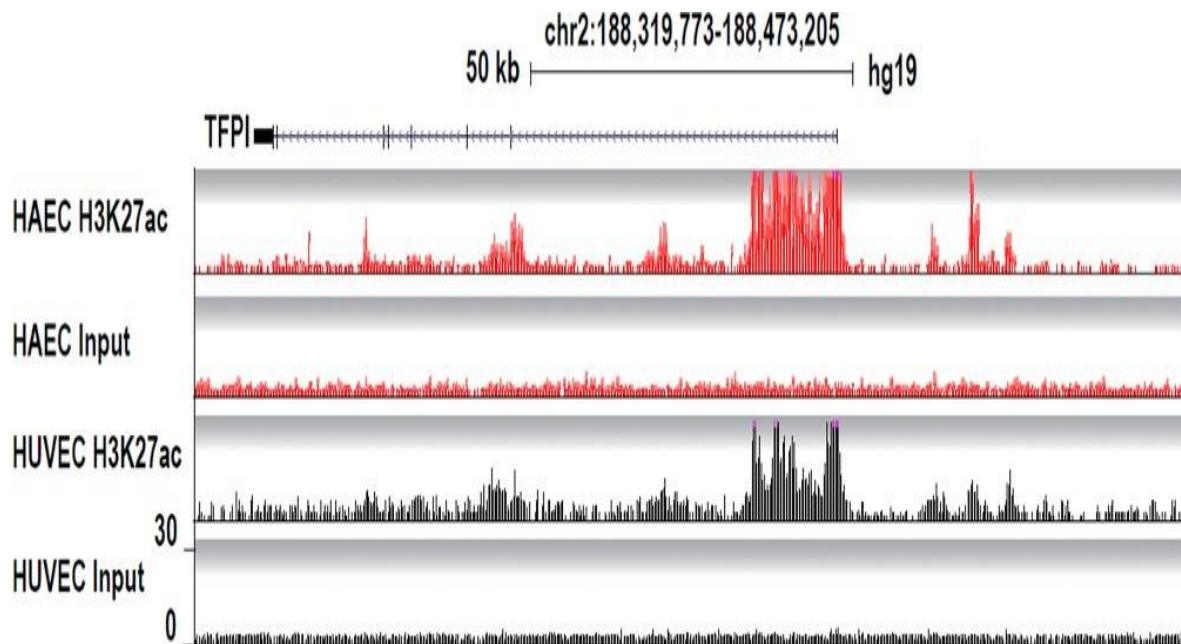 chr2:188,319,773-188,473,205
50 kb hg19
TFPI
HAEC H3K27ac
HAEC Input
HUVEC H3K27ac
30
HUVEC Input
0